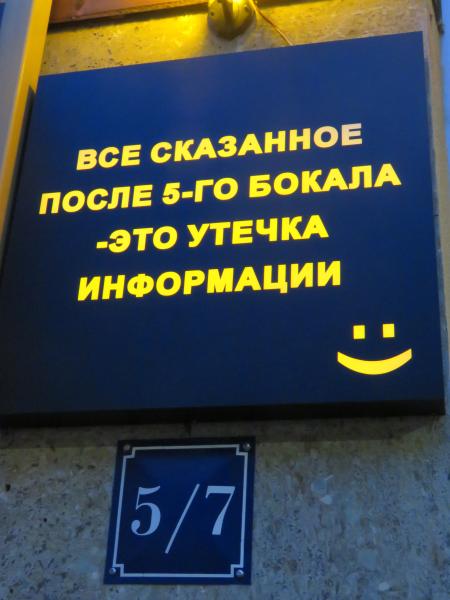 ВСЕ СКАЗАННОЕ
ПОСЛЕ 5-ГО БОКАЛА
-ЭТО УТЕЧКА
ИНФОРМАЦИИ
5/7